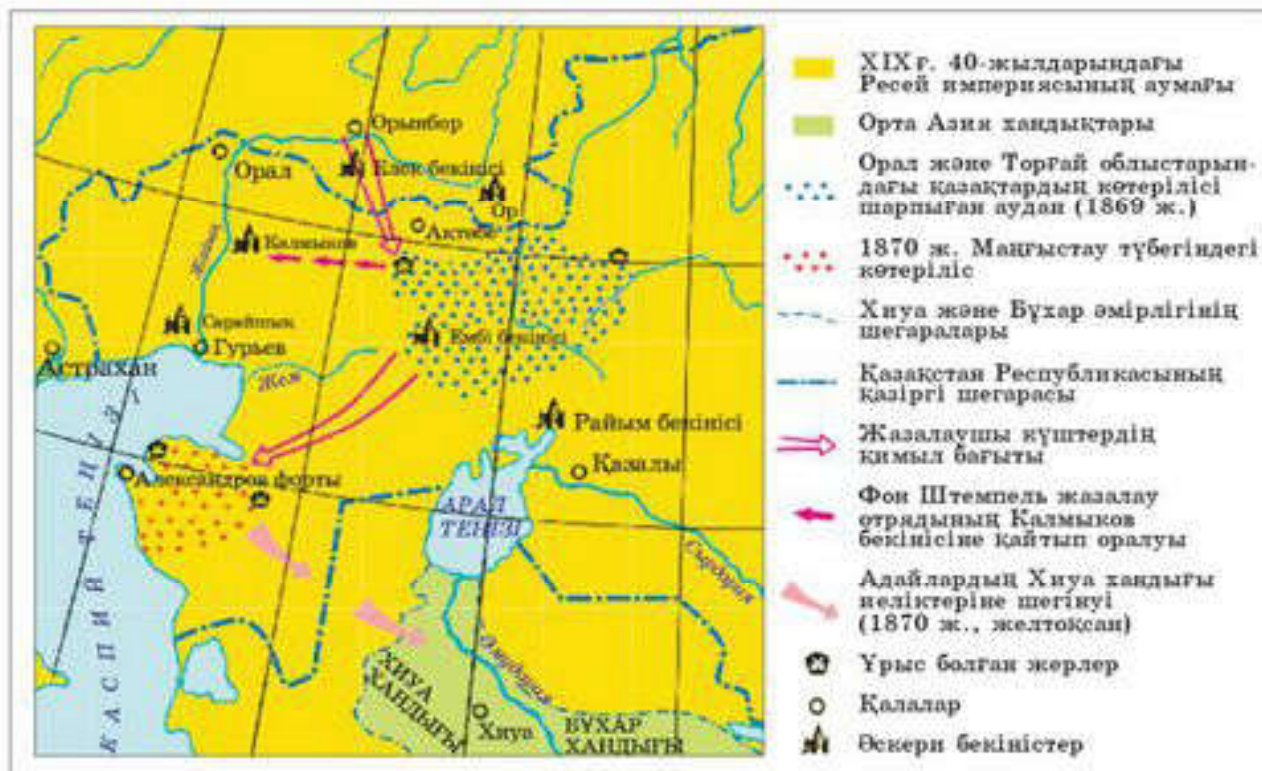 Орынбор
Елек бекінісі
Орал
Ор
Ақтөбе
Калмыков
Жайық
Сарайшық
Гурьев
Ембі бекінісі
Астрахан
Жем
Райым бекінісі
Қазалы
Александров форты
АРАЛ
ТЕҢІЗІ
Сырдария
КАСПИЙ ТЕҢІЗІ
Әмудария
ХИУА
ХАНДЫҒЫ
Хиуа
БҰХАР
ХАНДЫҒЫ
XIX ғ. 40-жылдарындағы
Ресей империясының аумағы
Орта Азия хандықтары
Орал және Торғай облыстарын-
дағы қазақтардың көтерілісі
шарпыған аудан (1869 ж.)
1870 ж. Маңғыстау түбегіндегі
көтеріліс
Хиуа және Бұхар әмірлігінің
шегаралары
Қазақстан Республикасының
қазіргі шегарасы
Жазалаушы күштердің
қимыл бағыты
Фон Штемпель жазалау
отрядының Калмыков
бекінісіне қайтып оралуы
Адайлардың Хиуа хандығы
иеліктеріне шегінуі
(1870 ж., желтоқсан)
Ұрыс болған жерлер
Қалалар
Әскери бекіністер